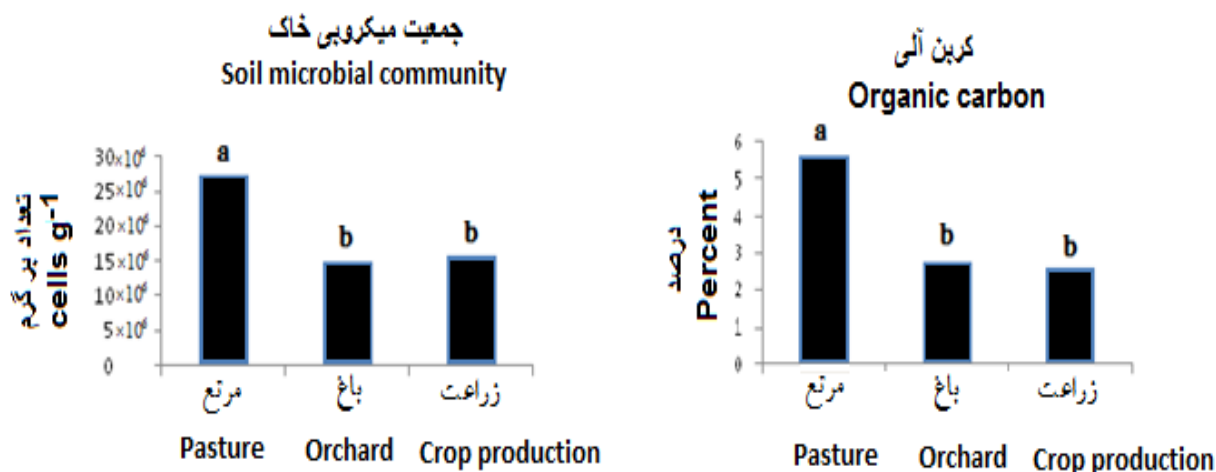 جمعیت میکروبی خاک
Soil microbial community
تعداد بر گرم
cells g-1
30×10⁶
25×10⁶
20×10⁶
15×10⁶
10×10⁶
5×10⁶
0
a
b
b
مرتع
باغ
زراعت
Pasture
Orchard
Crop production
کربن آلی
Organic carbon
درصد
Percent
6
5
4
3
2
1
0
a
b
b
مرتع
باغ
زراعت
Pasture
Orchard
Crop production